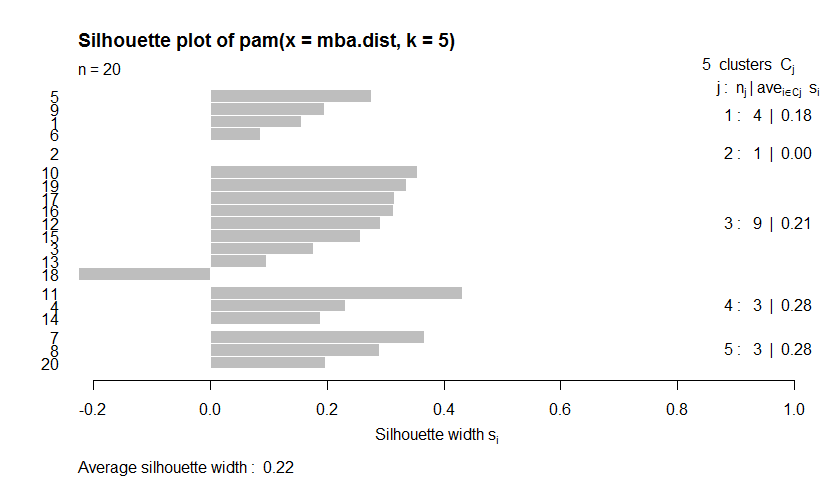 Silhouette plot of pam(x = mba.dist, k = 5)
n = 20
5 clusters Cj
j : nj | avei∈Cj si
5
9
1
6
1 : 4 | 0.18
2
2 : 1 | 0.00
10
19
17
16
12
15
3
13
18
3 : 9 | 0.21
11
4
14
4 : 3 | 0.28
7
8
20
5 : 3 | 0.28
-0.2 0.0 0.2 0.4 0.6 0.8 1.0
Silhouette width si
Average silhouette width : 0.22